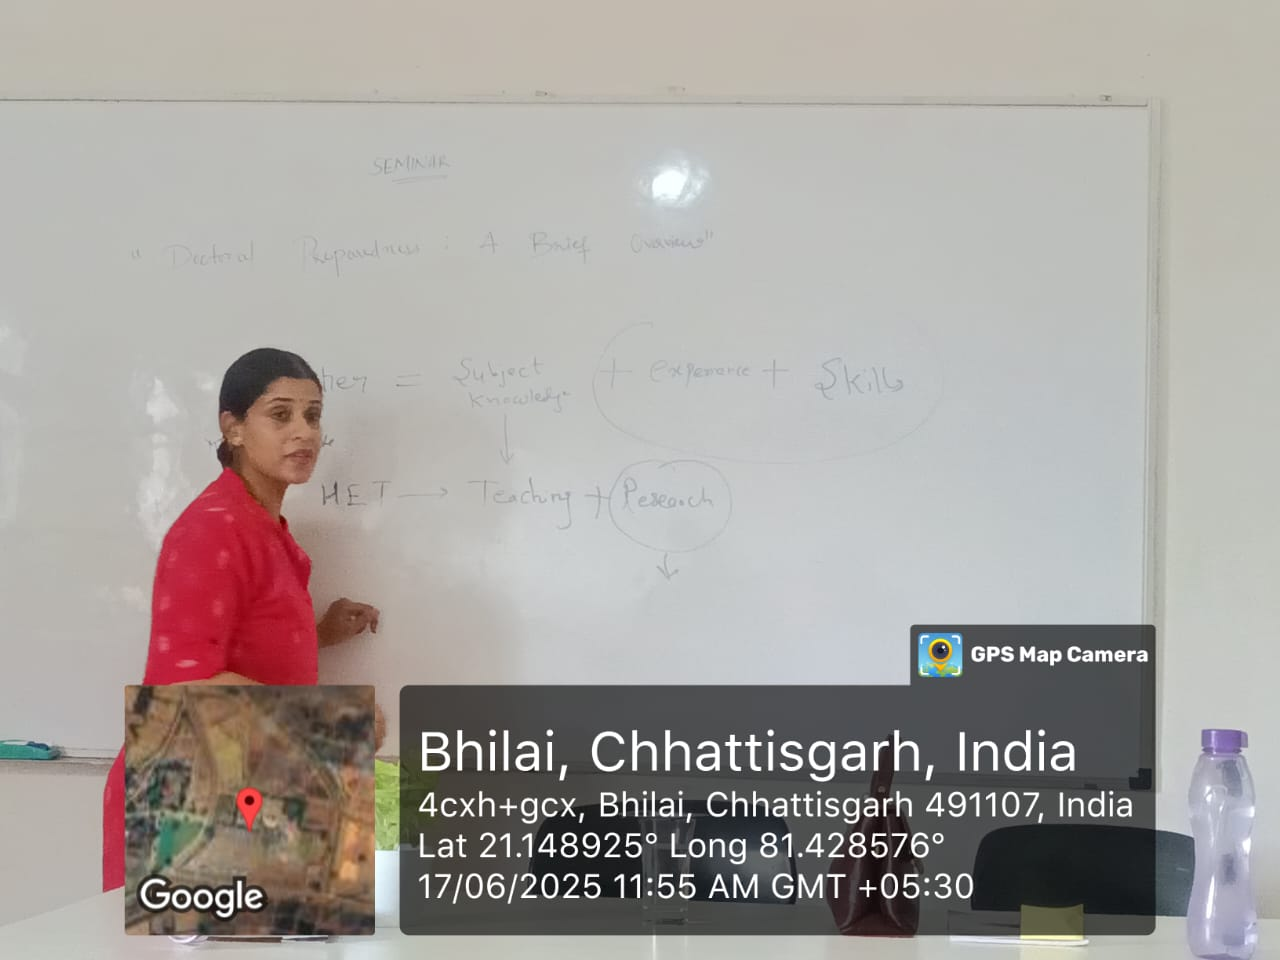 SEMINAR
"Doctoral Preparedness : A Brief Overview"
her = Subject + experience + Skills
Knowledge
HET → Teaching + Research
GPS Map Camera
Bhilai, Chhattisgarh, India
4cxh+gcx, Bhilai, Chhattisgarh 491107, India
Lat 21.148925° Long 81.428576°
17/06/2025 11:55 AM GMT +05:30
Google